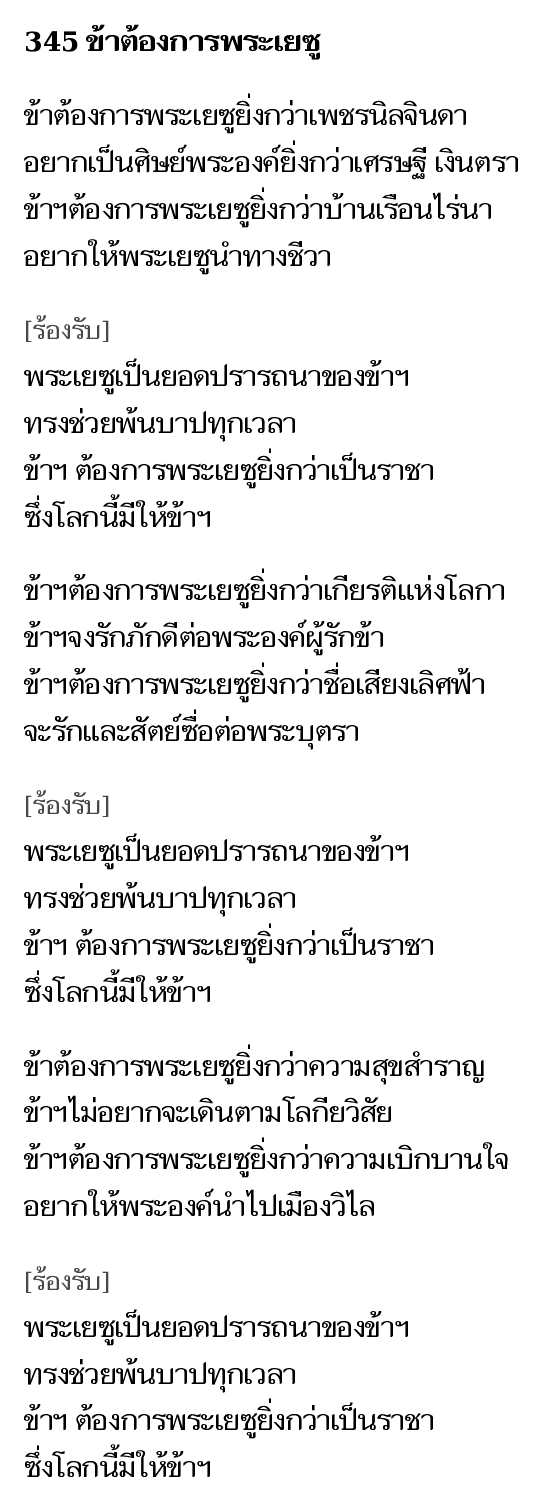 345 ข้าต้องการพระเยซู
ข้าต้องการพระเยซูยิ่งกว่าเพชรนิลจินดา
อยากเป็นศิษย์พระองค์ยิ่งกว่าเศรษฐี เงินตรา
ข้าฯต้องการพระเยซูยิ่งกว่าบ้านเรือนไร่นา
อยากให้พระเยซูนำทางชีวา
[ร้องรับ]
พระเยซูเป็นยอดปรารถนาของข้าฯ
ทรงช่วยพ้นบาปทุกเวลา
ข้าฯ ต้องการพระเยซูยิ่งกว่าเป็นราชา
ซึ่งโลกนี้มีให้ข้าฯ
ข้าฯต้องการพระเยซูยิ่งกว่าเกียรติแห่งโลกา
ข้าฯจงรักภักดีต่อพระองค์ผู้รักข้า
ข้าฯต้องการพระเยซูยิ่งกว่าชื่อเสียงเลิศฟ้า
จะรักและสัตย์ซื่อต่อพระบุตรา
[ร้องรับ]
พระเยซูเป็นยอดปรารถนาของข้าฯ
ทรงช่วยพ้นบาปทุกเวลา
ข้าฯ ต้องการพระเยซูยิ่งกว่าเป็นราชา
ซึ่งโลกนี้มีให้ข้าฯ
ข้าต้องการพระเยซูยิ่งกว่าความสุขสำราญ
ข้าฯไม่อยากจะเดินตามโลกียวิสัย
ข้าฯต้องการพระเยซูยิ่งกว่าความเบิกบานใจ
อยากให้พระองค์นำไปเมืองวิไล
[ร้องรับ]
พระเยซูเป็นยอดปรารถนาของข้าฯ
ทรงช่วยพ้นบาปทุกเวลา
ข้าฯ ต้องการพระเยซูยิ่งกว่าเป็นราชา
ซึ่งโลกนี้มีให้ข้าฯ